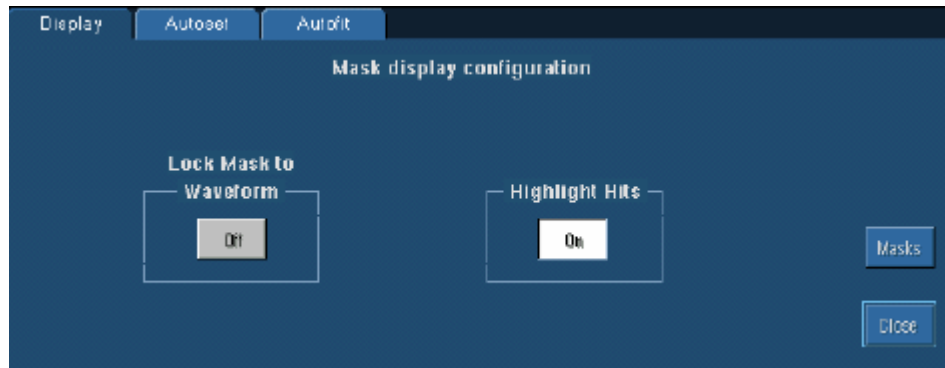 Display Autoset Autofit
Mask display configuration
Lock Mask to
Waveform
Highlight Hits
Off
On
Masks
Close